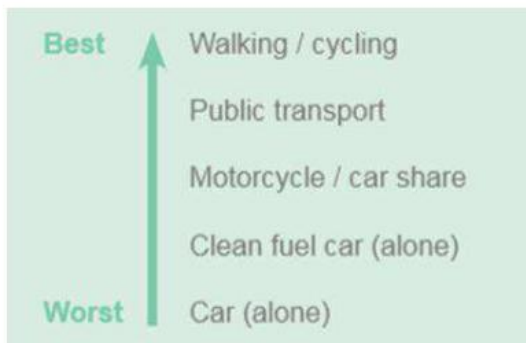 Best Walking / cycling
Public transport
Motorcycle / car share
Clean fuel car (alone)
Worst Car (alone)